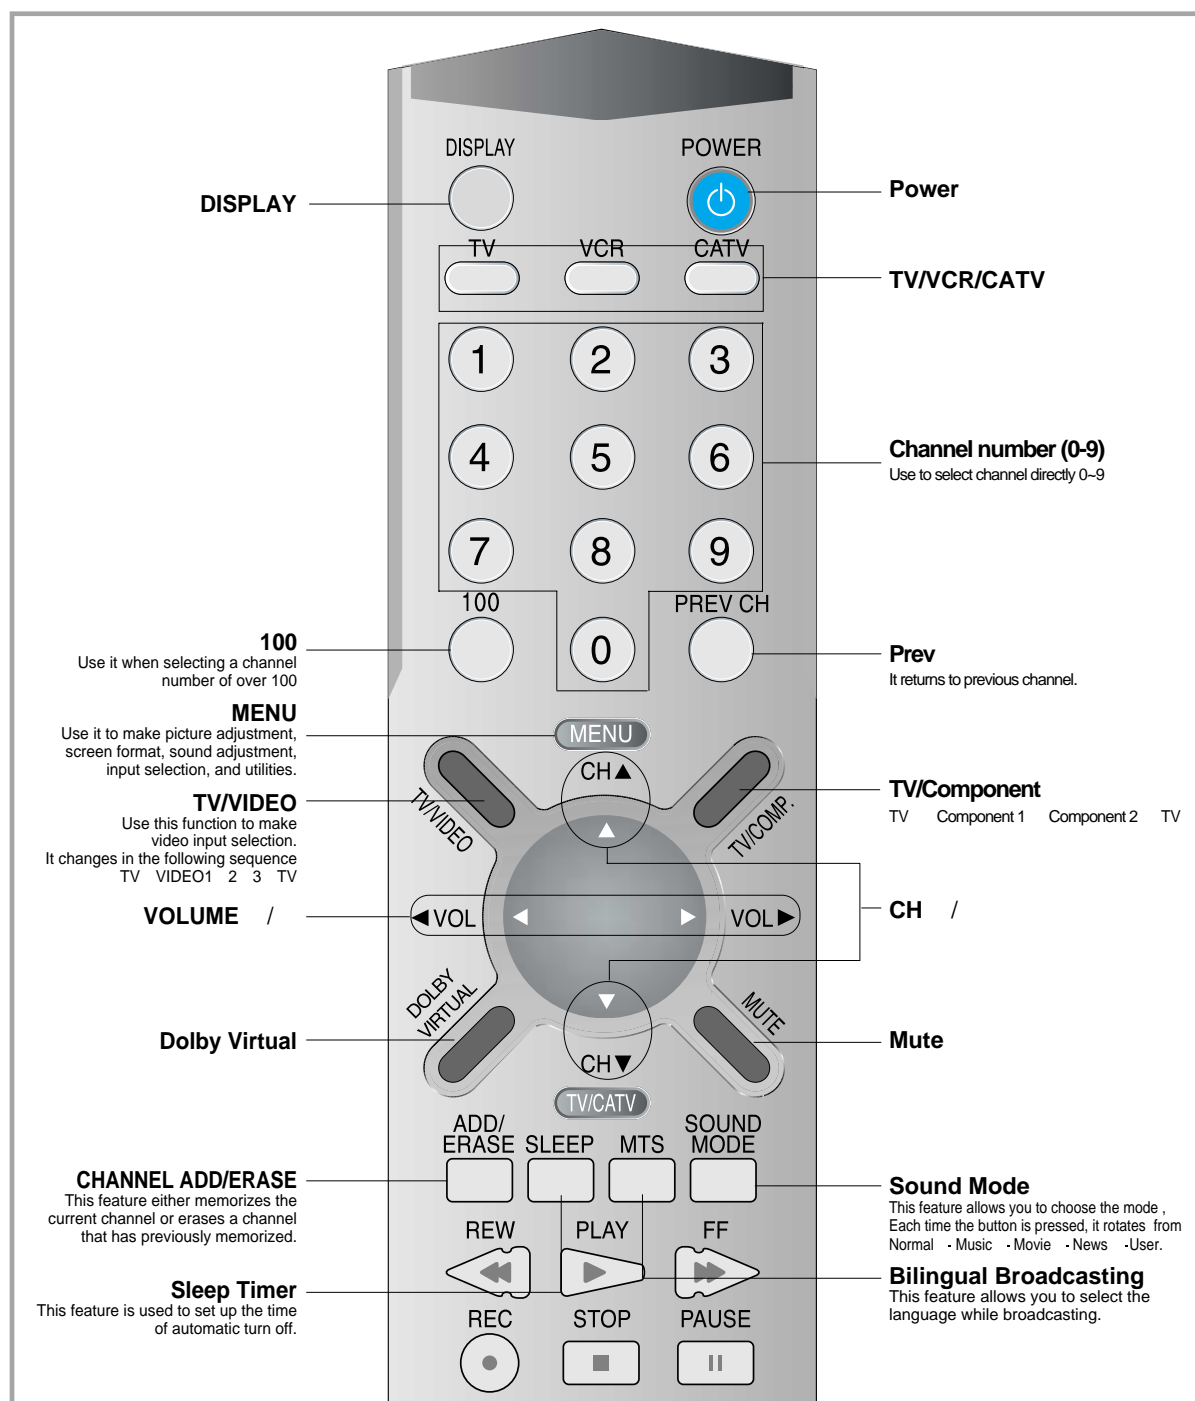 DISPLAY POWER
DISPLAY
Power
TV VCR CATV
TV/VCR/CATV
1 2 3
4 5 6
Channel number (0-9)
Use to select channel directly 0~9
7 8 9
100 PREV CH
0
100
Use it when selecting a channel
number of over 100
Prev
It returns to previous channel.
MENU
Use it to make picture adjustment,
screen format, sound adjustment,
input selection, and utilities.
MENU
CH▲
TV/VIDEO
TV/COMP.
TV/VIDEO
Use this function to make
video input selection.
It changes in the following sequence
TV VIDEO1 2 3 TV
TV/Component
TV Component 1 Component 2 TV
VOLUME /
◀VOL VOL▶
CH /
DOLBY
VIRTUAL
MUTE
Dolby Virtual
Mute
CH▼
TV/CATV
ADD/
ERASE SLEEP MTS SOUND
MODE
CHANNEL ADD/ERASE
This feature either memorizes the
current channel or erases a channel
that has previously memorized.
Sound Mode
This feature allows you to choose the mode ,
Each time the button is pressed, it rotates from
Normal - Music - Movie - News -User.
REW PLAY FF
Sleep Timer
This feature is used to set up the time
of automatic turn off.
Bilingual Broadcasting
This feature allows you to select the
language while broadcasting.
REC STOP PAUSE